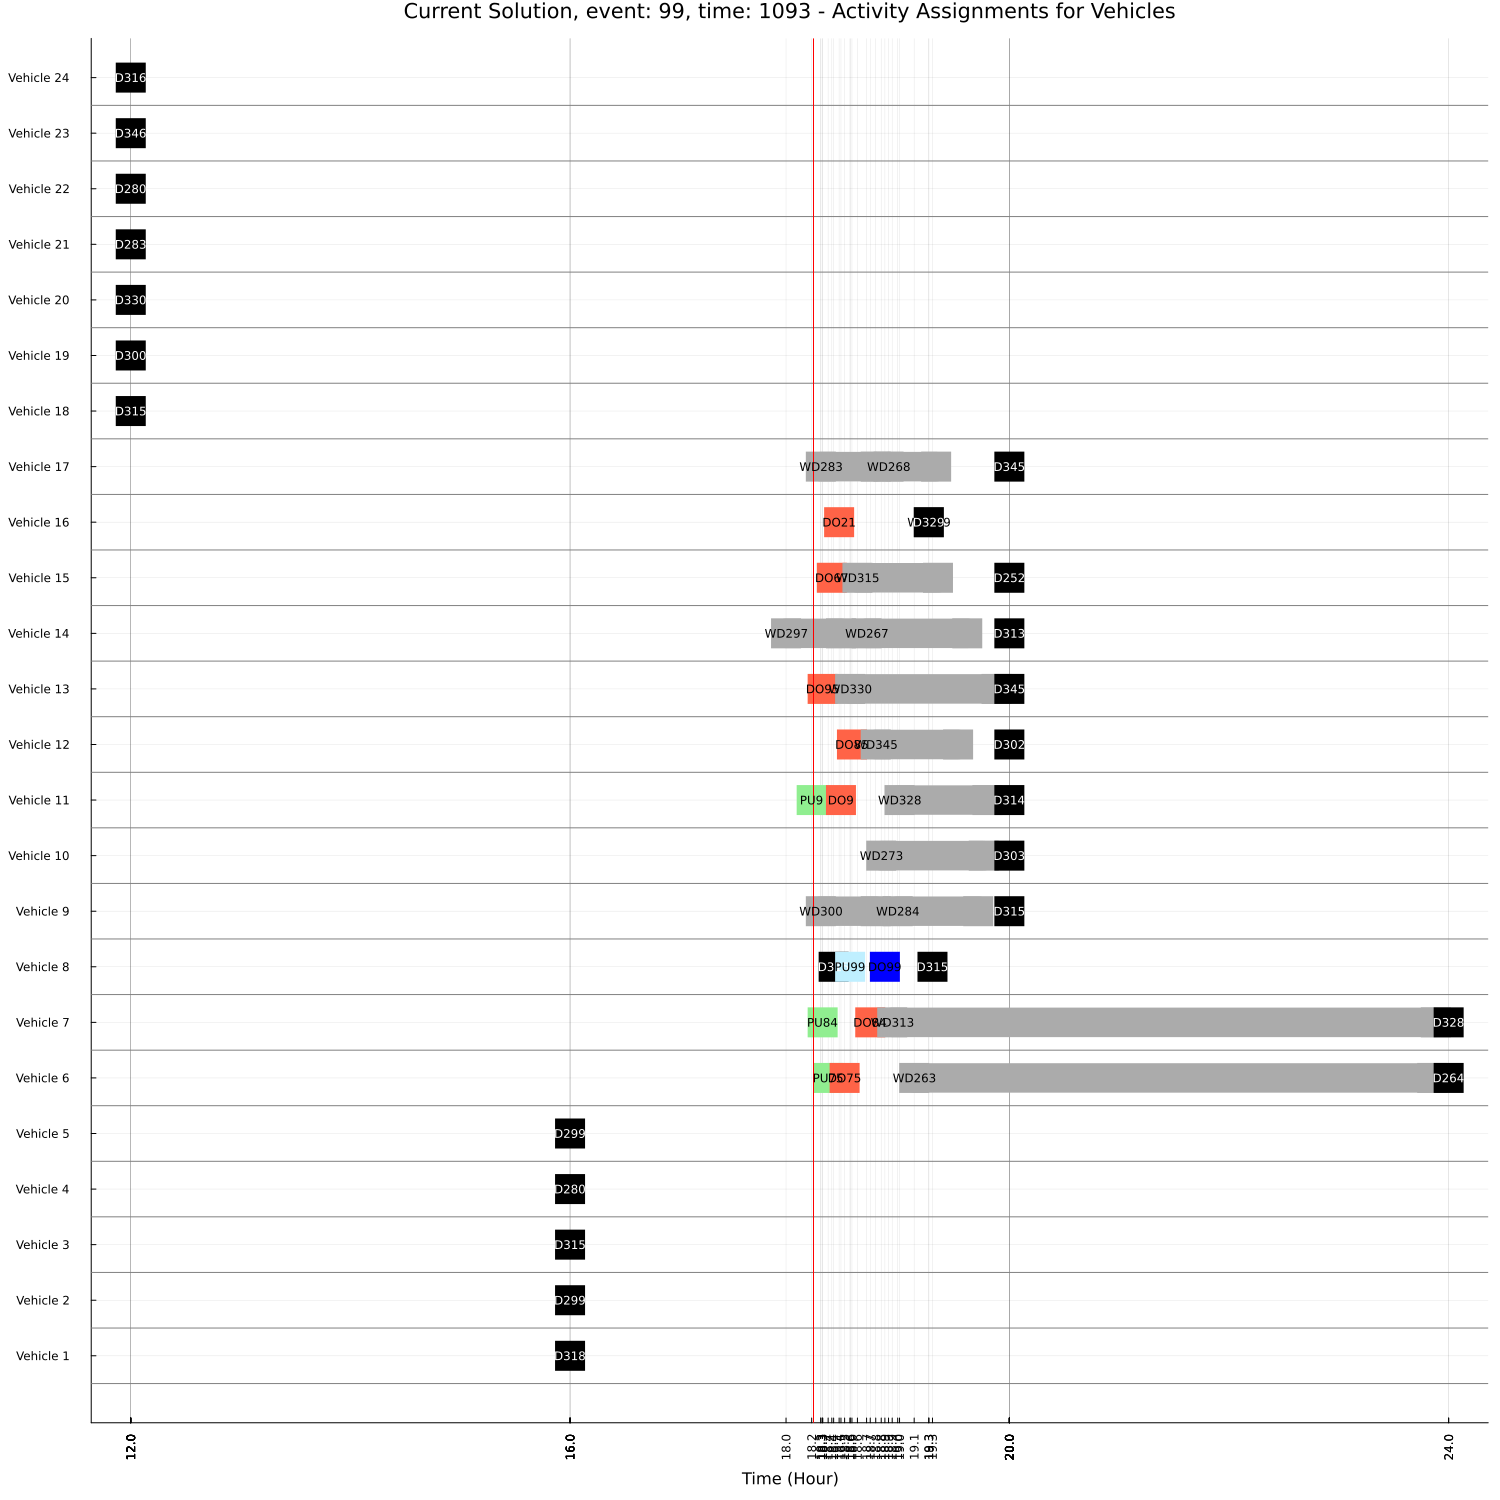 Current Solution, event: 99, time: 1093 - Activity Assignments for Vehicles
Vehicle 24 D316
Vehicle 23 D346
Vehicle 22 D280
Vehicle 21 D283
Vehicle 20 D330
Vehicle 19 D300
Vehicle 18 D315
Vehicle 17 WD283 WD268 D345
Vehicle 16 DO21 D329
Vehicle 15 DO67 WD315 D252
Vehicle 14 WD297 WD267 D313
Vehicle 13 DO95 WD330 D345
Vehicle 12 WD345 D302
Vehicle 11 PU9 DO9 WD328 D314
Vehicle 10 WD273 D303
Vehicle 9 WD300 WD284 D315
Vehicle 8 PU99 DO99 D315
Vehicle 7 PU84 DO84 WD313 D328
Vehicle 6 PU75 DO75 WD263 D264
Vehicle 5 D299
Vehicle 4 D280
Vehicle 3 D315
Vehicle 2 D299
Vehicle 1 D318
12.0 16.0 18.0 18.2 19.1 19.3 20.0 24.0
Time (Hour)